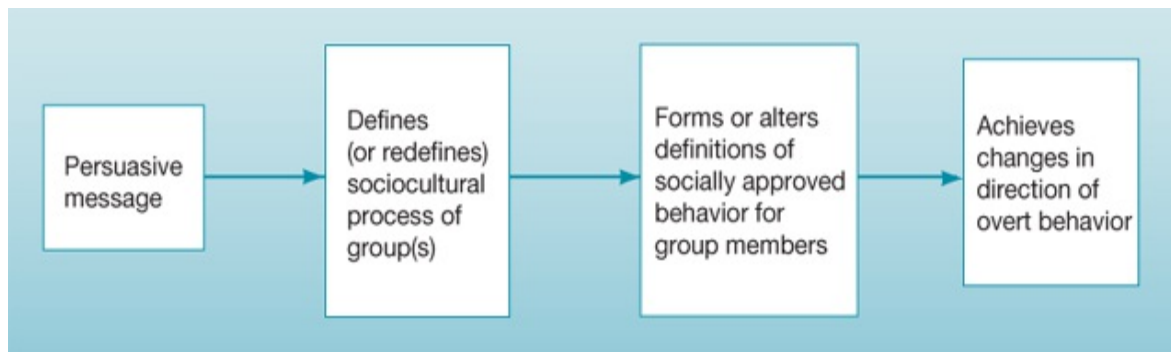 Persuasive
message
Defines
(or redefines)
sociocultural
process of
group(s)
Forms or alters
definitions of
socially approved
behavior for
group members
Achieves
changes in
direction of
overt behavior